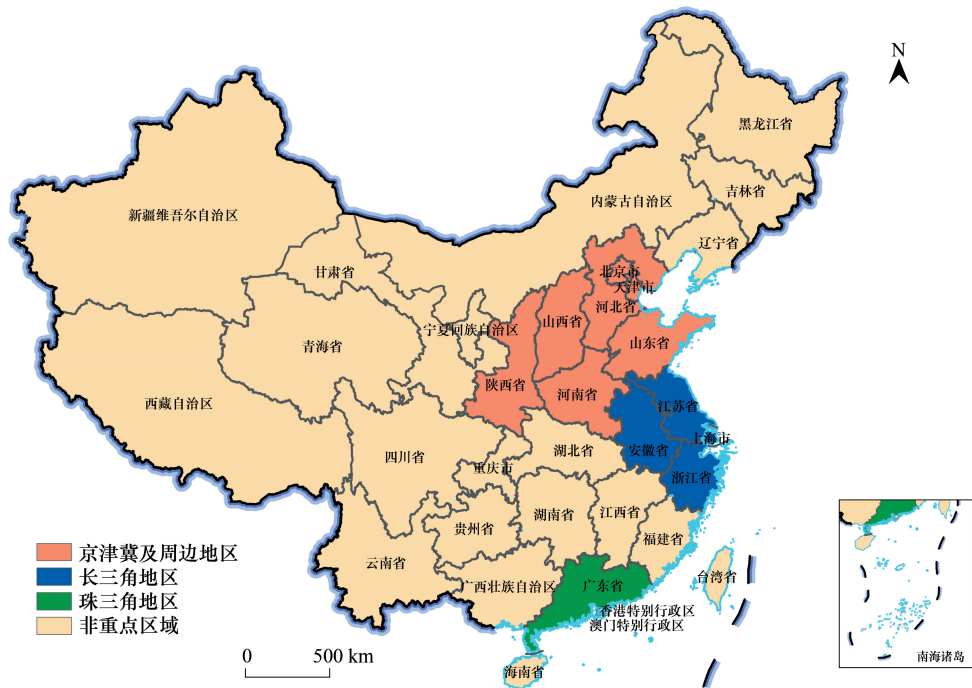 N
黑龙江省
吉林省
新疆维吾尔自治区
内蒙古自治区
辽宁省
甘肃省
北京市
天津市
河北省
宁夏回族自治区
山西省
青海省
山东省
陕西省
河南省
西藏自治区
江苏省
上海市
四川省
湖北省
安徽省
重庆市
浙江省
贵州省
湖南省
江西省
福建省
云南省
广西壮族自治区
广东省
台湾省
香港特别行政区
澳门特别行政区
海南省
京津冀及周边地区
长三角地区
珠三角地区
非重点区域
0 500 km
南海诸岛